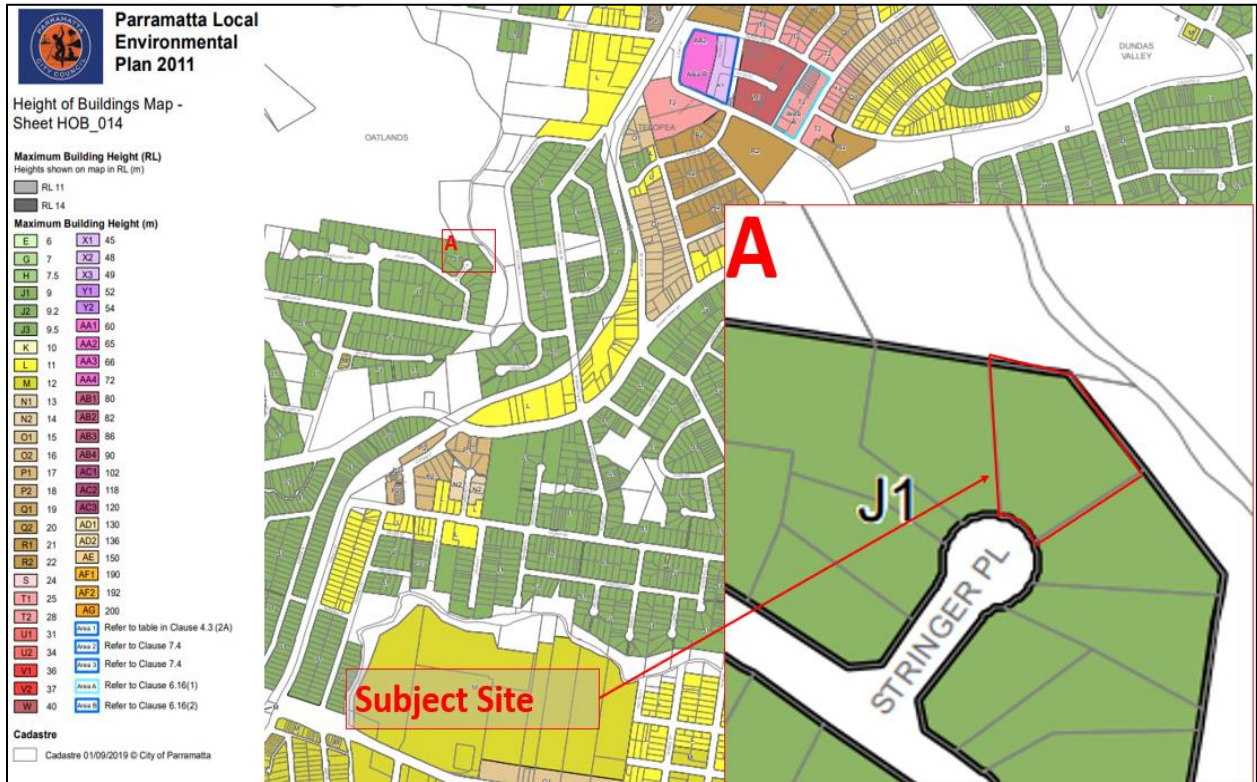 PARRAMATTA
CITY COUNCIL
Parramatta Local
Environmental
Plan 2011
Height of Buildings Map -
Sheet HOB_014
Maximum Building Height (RL)
Heights shown on map in RL (m)
RL 11
RL 14
Maximum Building Height (m)
E 6
G 7
H 7.5
J1 9
J2 9.2
J3 9.5
K 10
L 11
M 12
N1 13
N2 14
O1 15
O2 16
P1 17
P2 18
Q1 19
Q2 20
R1 21
R2 22
S 24
T1 25
T2 28
U1 31
U2 34
V1 36
V2 37
W 40
X1 45
X2 48
X3 49
Y1 52
Y2 54
AA1 60
AA2 65
AA3 66
AA4 72
AB1 80
AB2 82
AB3 86
AB4 90
AC1 102
AC2 118
AC3 120
AD1 130
AD2 136
AE 150
AF1 190
AF2 192
AG 200
Area 1 Refer to table in Clause 4.3 (2A)
Area 2 Refer to Clause 7.4
Area 3 Refer to Clause 7.4
Area A Refer to Clause 6.16(1)
Area B Refer to Clause 6.16(2)
Cadastre
Cadastre 01/09/2019 © City of Parramatta
OATLANDS
TELOPEA
DUNDAS
VALLEY
A
Subject Site
A
J1
STRINGER PL